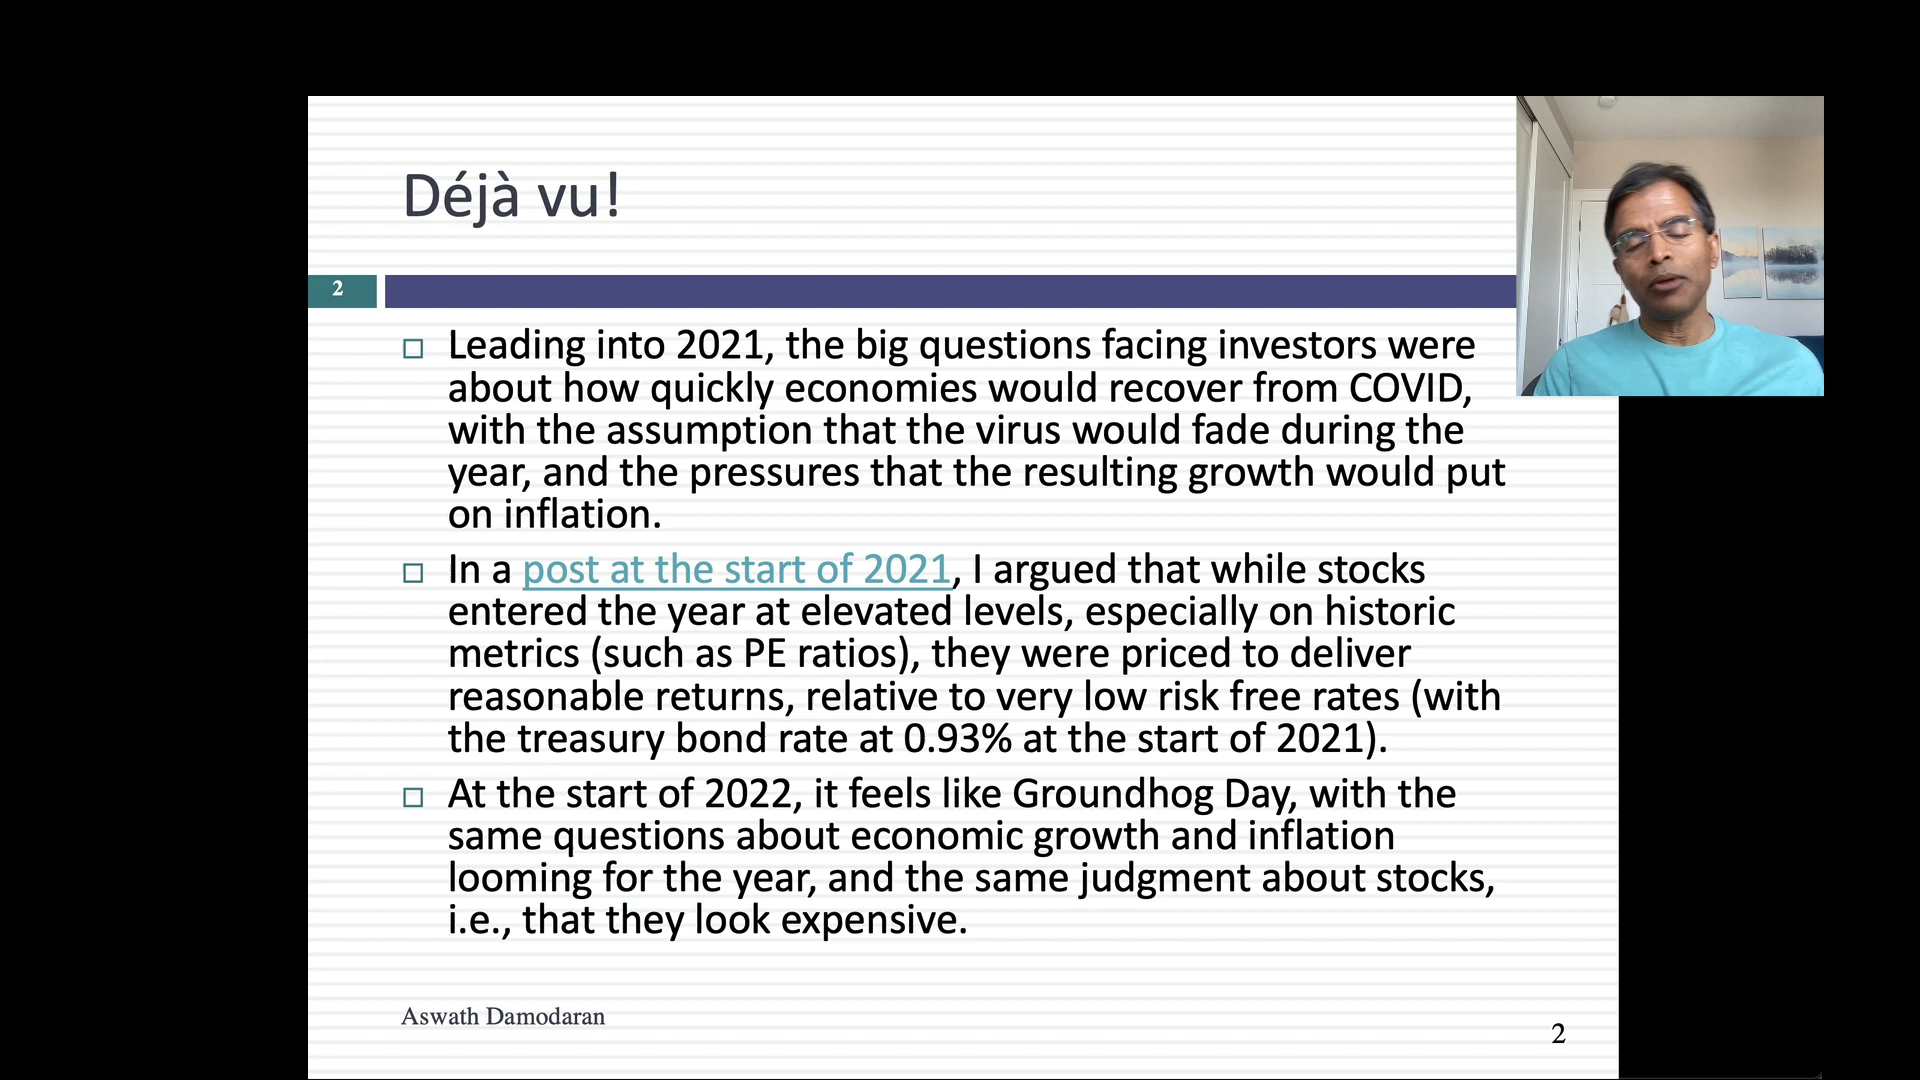 Déjà vu!
2
Leading into 2021, the big questions facing investors were
about how quickly economies would recover from COVID,
with the assumption that the virus would fade during the
year, and the pressures that the resulting growth would put
on inflation.
In a post at the start of 2021, I argued that while stocks
entered the year at elevated levels, especially on historic
metrics (such as PE ratios), they were priced to deliver
reasonable returns, relative to very low risk free rates (with
the treasury bond rate at 0.93% at the start of 2021).
At the start of 2022, it feels like Groundhog Day, with the
same questions about economic growth and inflation
looming for the year, and the same judgment about stocks,
i.e., that they look expensive.
Aswath Damodaran
2